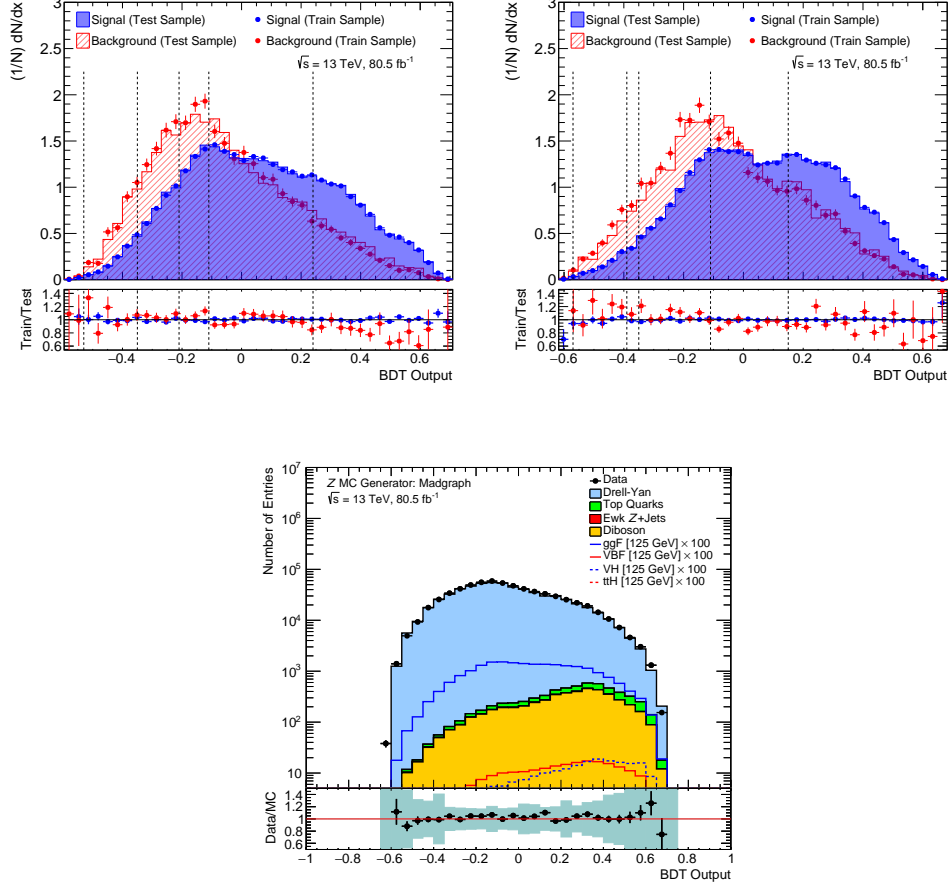 (1/N) dN/dx
Signal (Test Sample)
Signal (Train Sample)
Background (Test Sample)
Background (Train Sample)
√s = 13 TeV, 80.5 fb⁻¹
3
2.5
2
1.5
1
0.5
0
Train/Test
1.4
1.2
1
0.8
0.6
−0.4 −0.2 0 0.2 0.4 0.6
BDT Output
(1/N) dN/dx
Signal (Test Sample)
Signal (Train Sample)
Background (Test Sample)
Background (Train Sample)
√s = 13 TeV, 80.5 fb⁻¹
3
2.5
2
1.5
1
0.5
0
Train/Test
1.4
1.2
1
0.8
0.6
−0.6 −0.4 −0.2 0 0.2 0.4 0.6
BDT Output
Number of Entries
Z MC Generator: Madgraph
√s = 13 TeV, 80.5 fb⁻¹
Data
Drell-Yan
Top Quarks
Ewk Z+Jets
Diboson
ggF [125 GeV] × 100
VBF [125 GeV] × 100
VH [125 GeV] × 100
ttH [125 GeV] × 100
10⁷
10⁶
10⁵
10⁴
10³
10²
10
Data/MC
1.4
1.2
1
0.8
0.6
−1 −0.8 −0.6 −0.4 −0.2 0 0.2 0.4 0.6 0.8 1
BDT Output